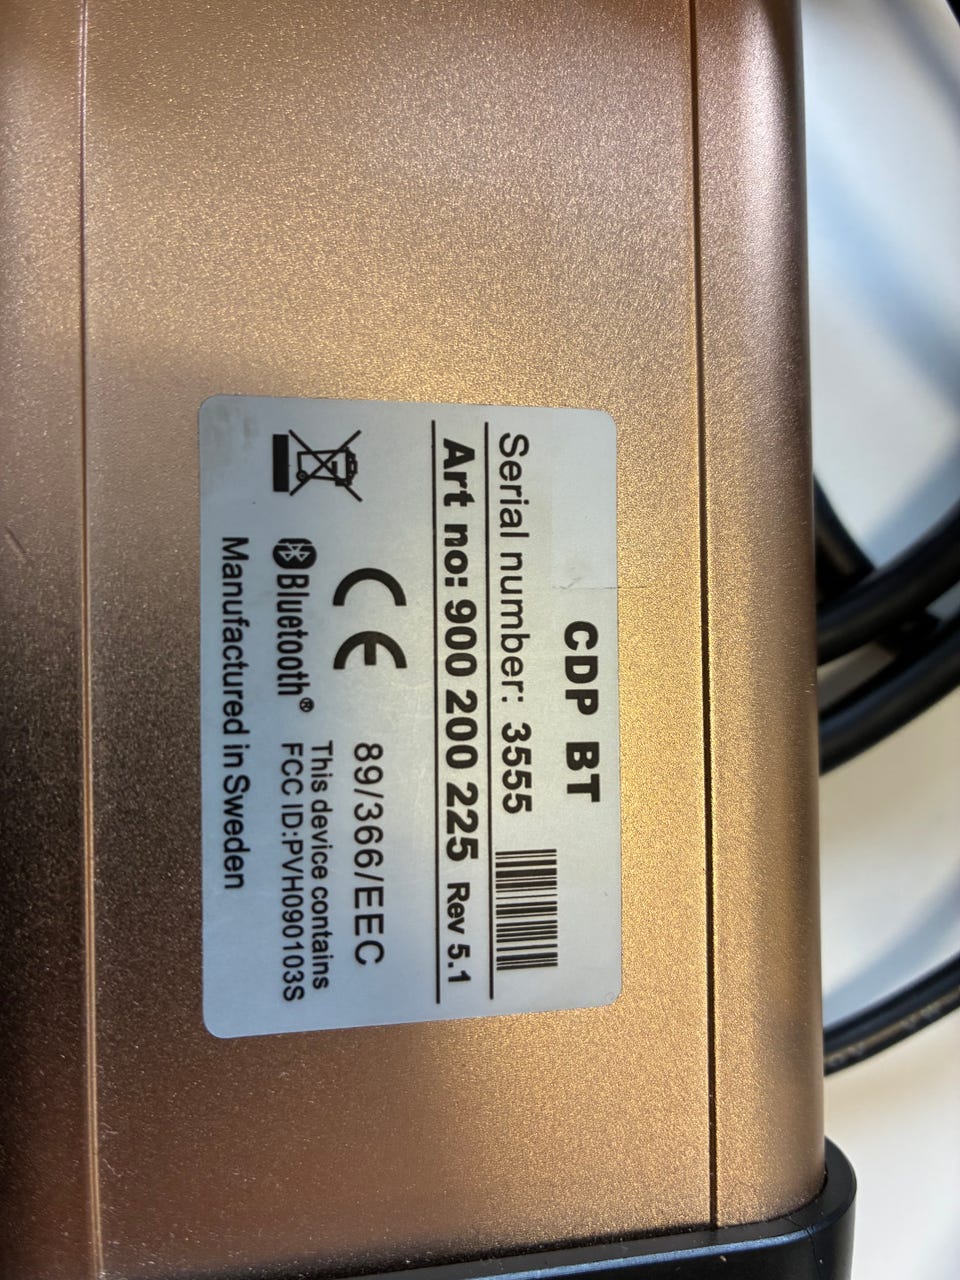 CDP BT
Serial number: 3555
Art no: 900 200 225 Rev 5.1
CE 89/366/EEC
Bluetooth® This device contains
FCC ID:PVH090103S
Manufactured in Sweden